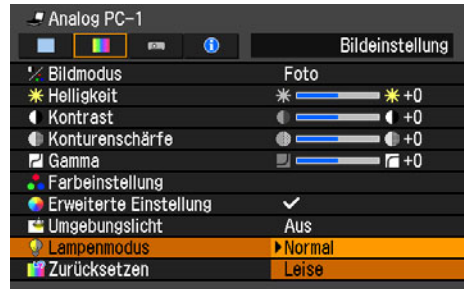 Analog PC-1
Bildeinstellung
Bildmodus Foto
Helligkeit +0
Kontrast +0
Konturenschärfe +0
Gamma +0
Farbeinstellung
Erweiterte Einstellung ✓
Umgebungslicht Aus
Lampenmodus Normal
Zurücksetzen Leise